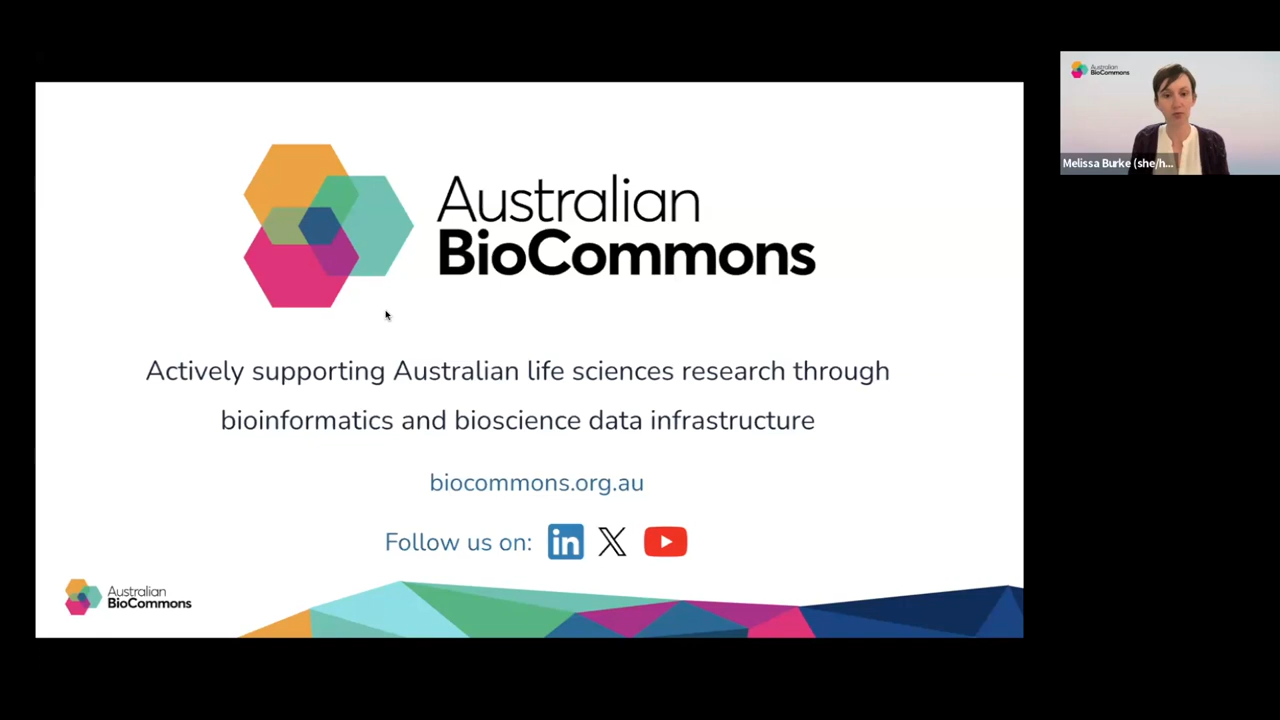 Australian
BioCommons
Actively supporting Australian life sciences research through
bioinformatics and bioscience data infrastructure
biocommons.org.au
Follow us on:
in
X
Australian
BioCommons
Australian
BioCommons
Melissa Burke (she/h...